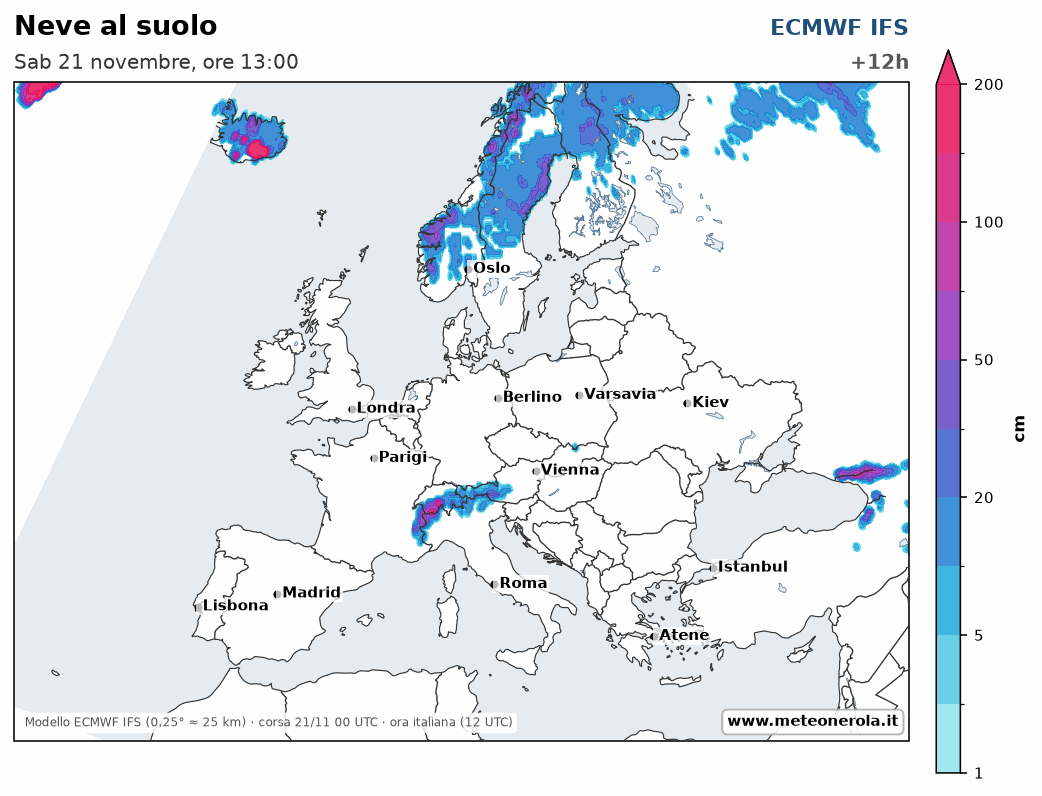 Neve al suolo
ECMWF IFS
Sab 21 novembre, ore 13:00
+12h
200
100
50
20
5
1
cm
Oslo
Londra
Berlino
Varsavia
Kiev
Parigi
Vienna
Istanbul
Roma
Madrid
Lisbona
Atene
Modello ECMWF IFS (0,25° ≈ 25 km) · corsa 21/11 00 UTC · ora italiana (12 UTC)
www.meteonerola.it